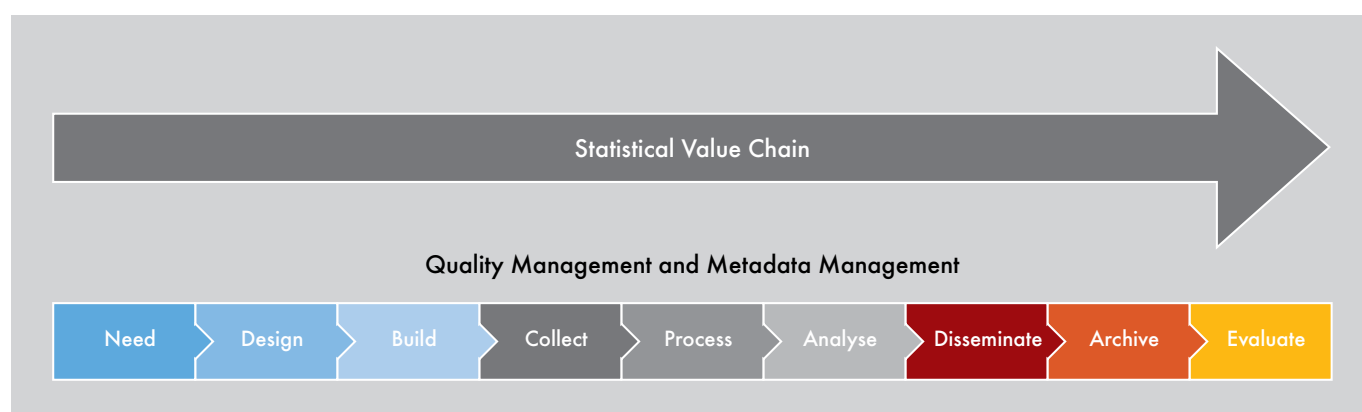 Statistical Value Chain
Quality Management and Metadata Management
Need Design Build Collect Process Analyse Disseminate Archive Evaluate